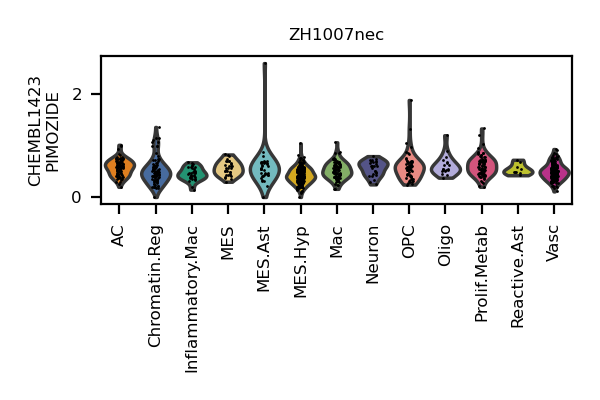 ZH1007nec
CHEMBL1423
PIMOZIDE
2
0
AC
Chromatin.Reg
Inflammatory.Mac
MES
MES.Ast
MES.Hyp
Mac
Neuron
OPC
Oligo
Prolif.Metab
Reactive.Ast
Vasc